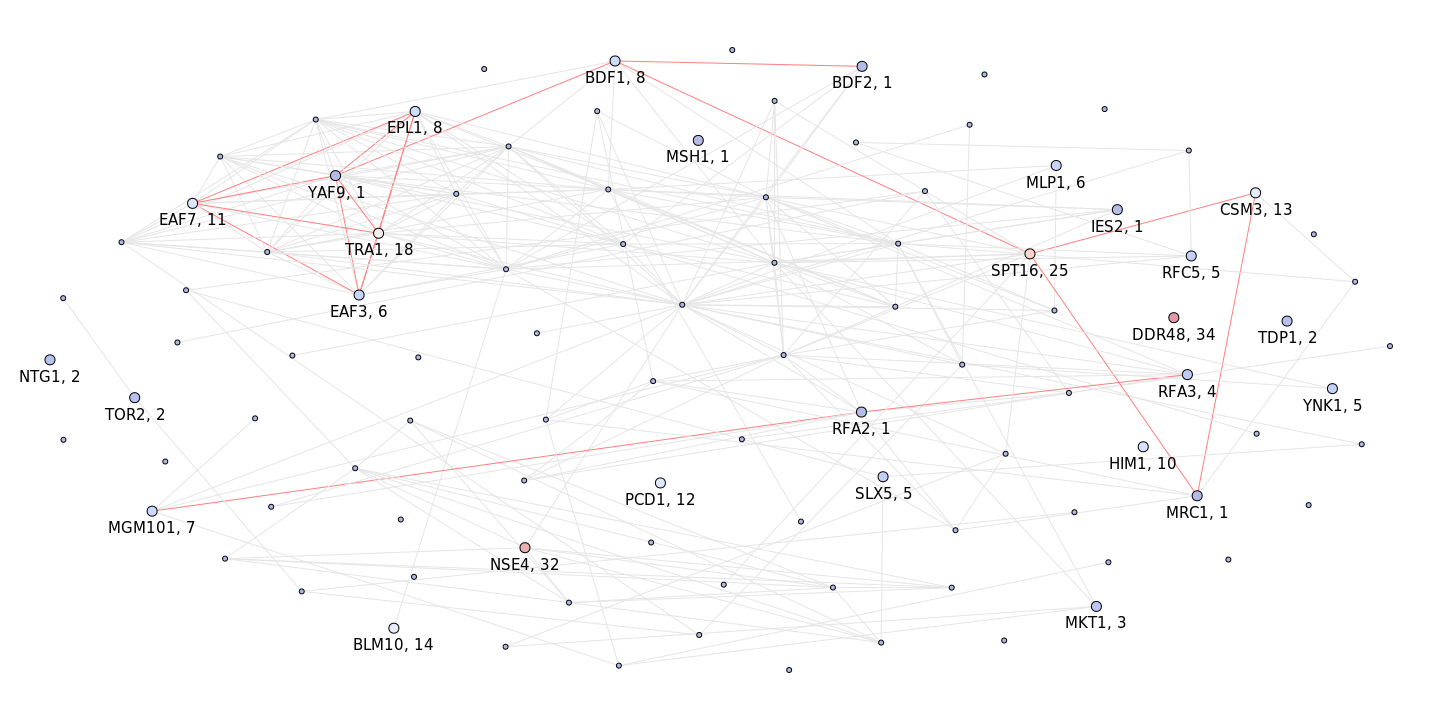 BDF1, 8
BDF2, 1
EPL1, 8
MSH1, 1
MLP1, 6
YAF9, 1
CSM3, 13
EAF7, 11
IES2, 1
TRA1, 18
SPT16, 25
RFC5, 5
EAF3, 6
DDR48, 34
TDP1, 2
NTG1, 2
RFA3, 4
YNK1, 5
TOR2, 2
RFA2, 1
HIM1, 10
SLX5, 5
PCD1, 12
MRC1, 1
MGM101, 7
NSE4, 32
MKT1, 3
BLM10, 14